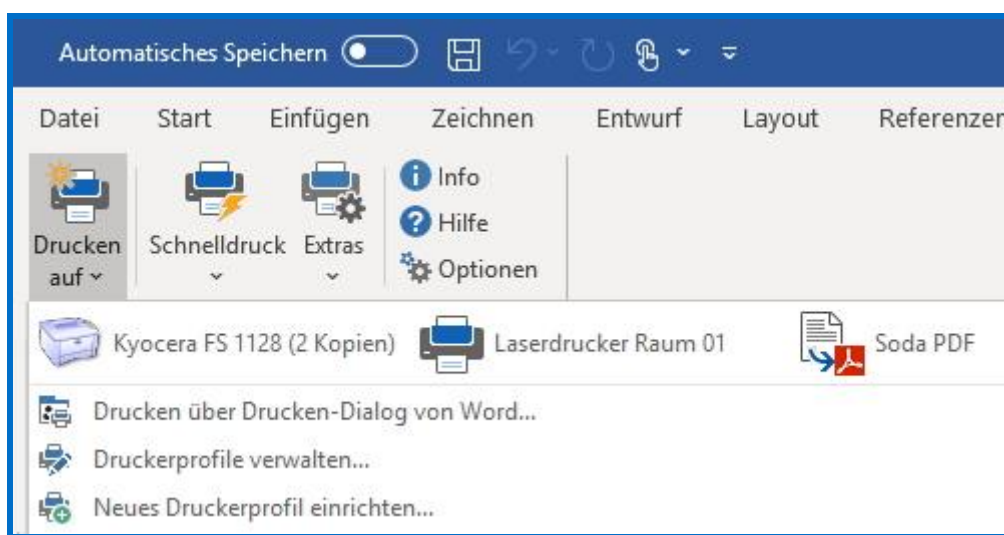 Automatisches Speichern
Datei Start Einfügen Zeichnen Entwurf Layout Referenzen
Drucken auf
Schnelldruck
Extras
Info
Hilfe
Optionen
Kyocera FS 1128 (2 Kopien) Laserdrucker Raum 01 Soda PDF
Drucken über Drucken-Dialog von Word...
Druckerprofile verwalten...
Neues Druckerprofil einrichten...